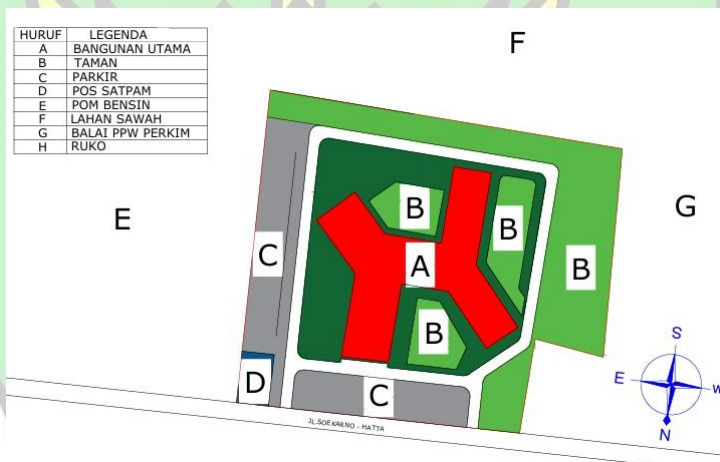 HURUF LEGENDA
A BANGUNAN UTAMA
B TAMAN
C PARKIR
D POS SATPAM
E POM BENSIN
F LAHAN SAWAH
G BALAI PPW PERKIM
H RUKO
F
E
G
B
B
B
C
A
B
D
C
S
E W
N
JL.SOEKARNO - HATTA